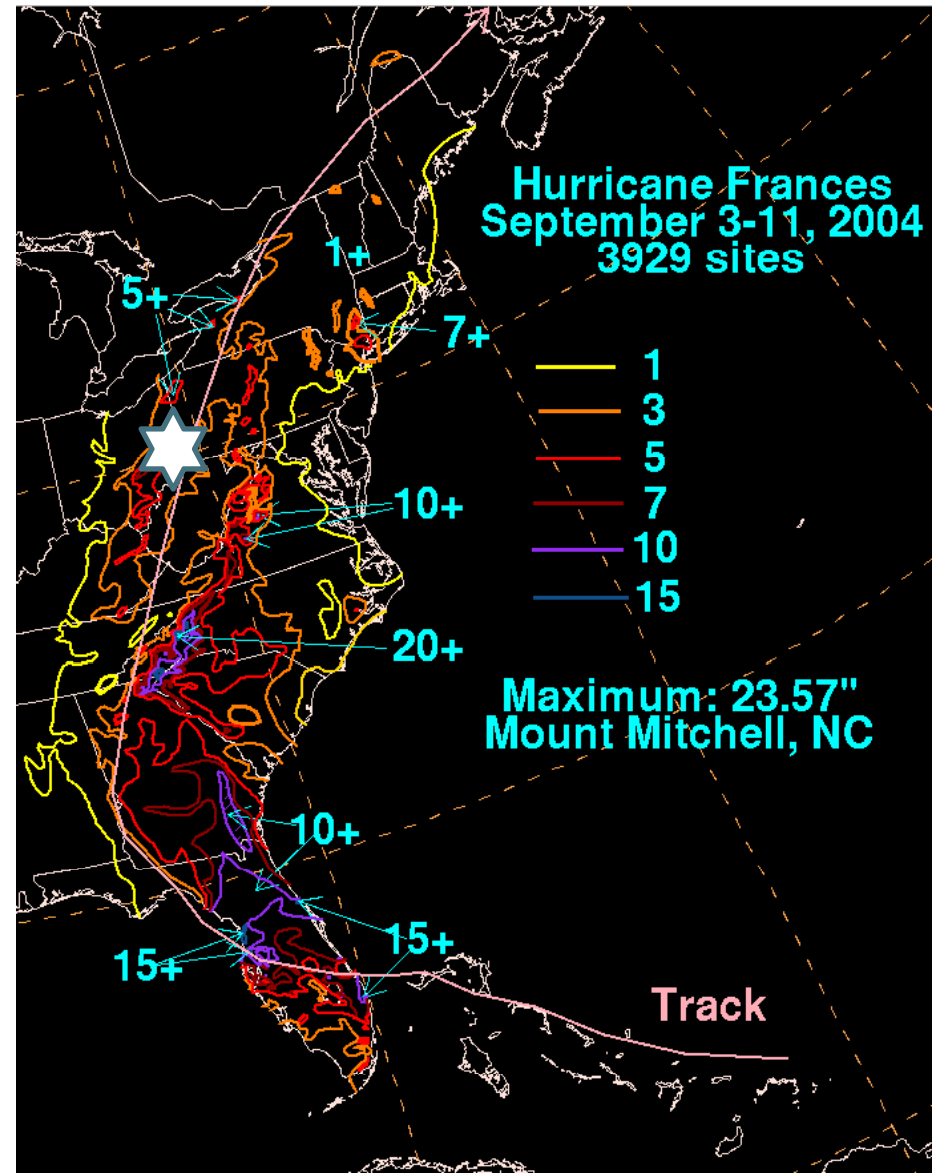 Hurricane Frances
September 3-11, 2004
3929 sites
1+
5+
7+
1
3
5
7
10
15
10+
20+
Maximum: 23.57"
Mount Mitchell, NC
10+
15+
15+
Track